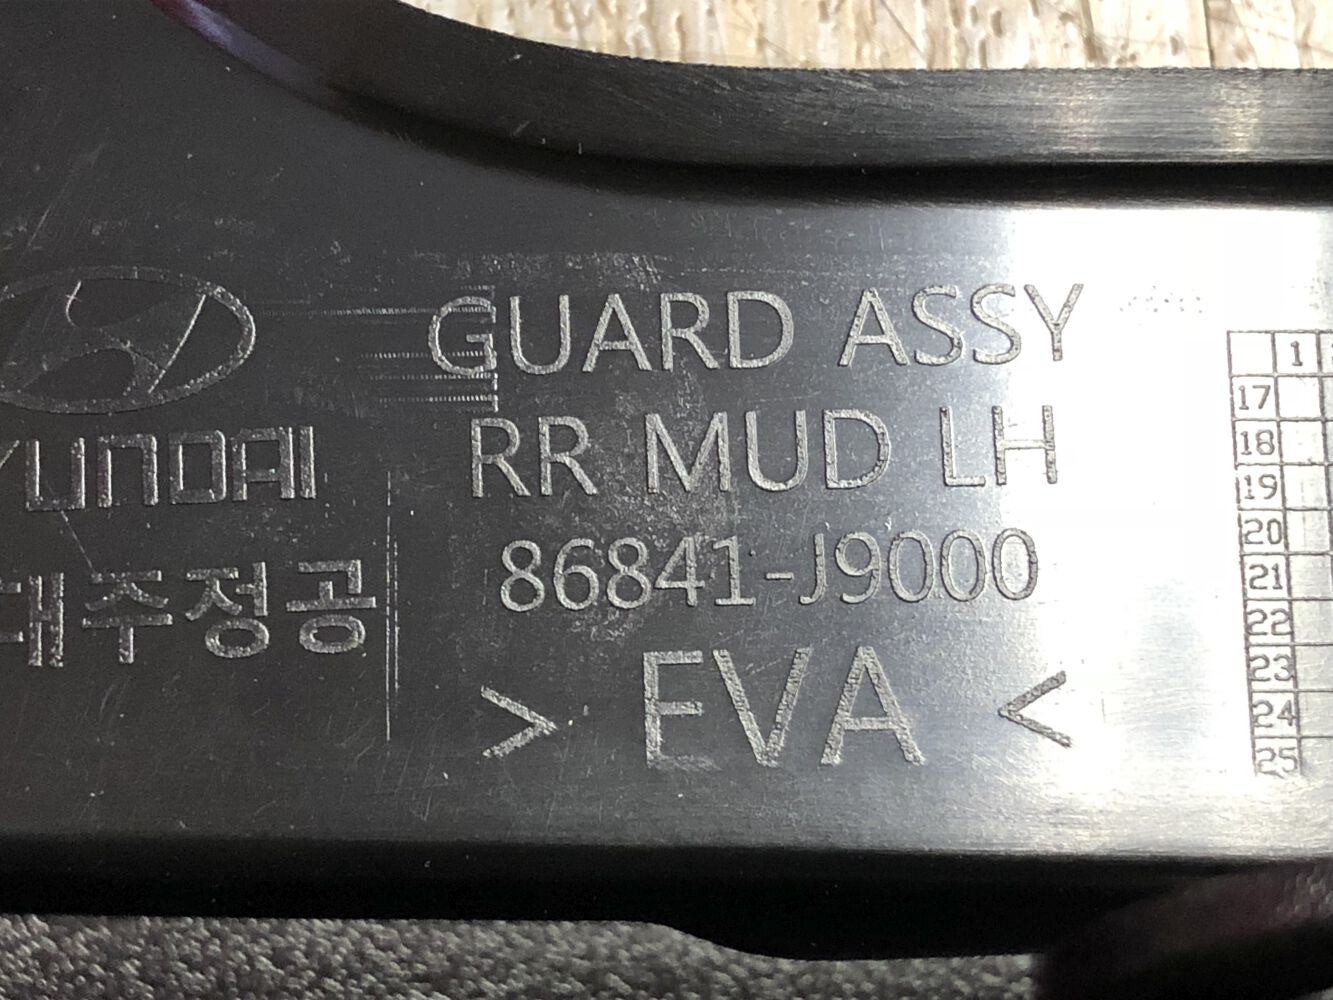 GUARD ASSY
RR MUD LH
86841-J9000
> EVA <
HYUNDAI
대주정공
1
17
18
19
20
21
22
23
24
25